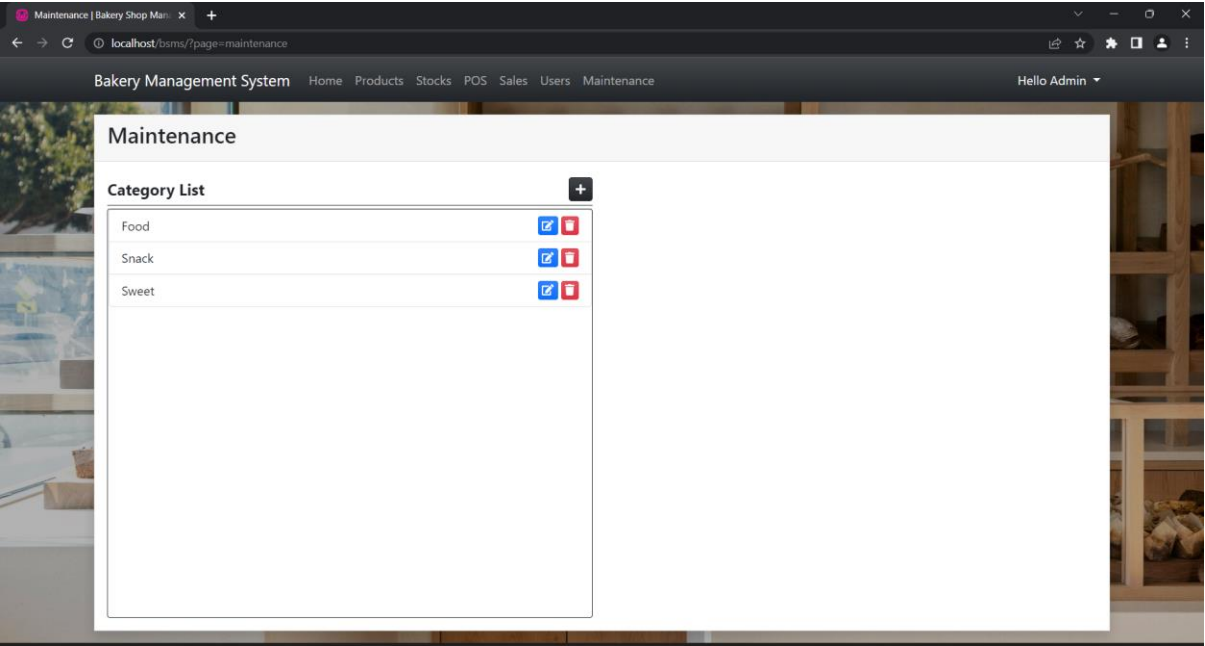 Maintenance | Bakery Shop Man
localhost/bsms/?page=maintenance
Bakery Management System Home Products Stocks POS Sales Users Maintenance Hello Admin
Maintenance
Category List
Food
Snack
Sweet